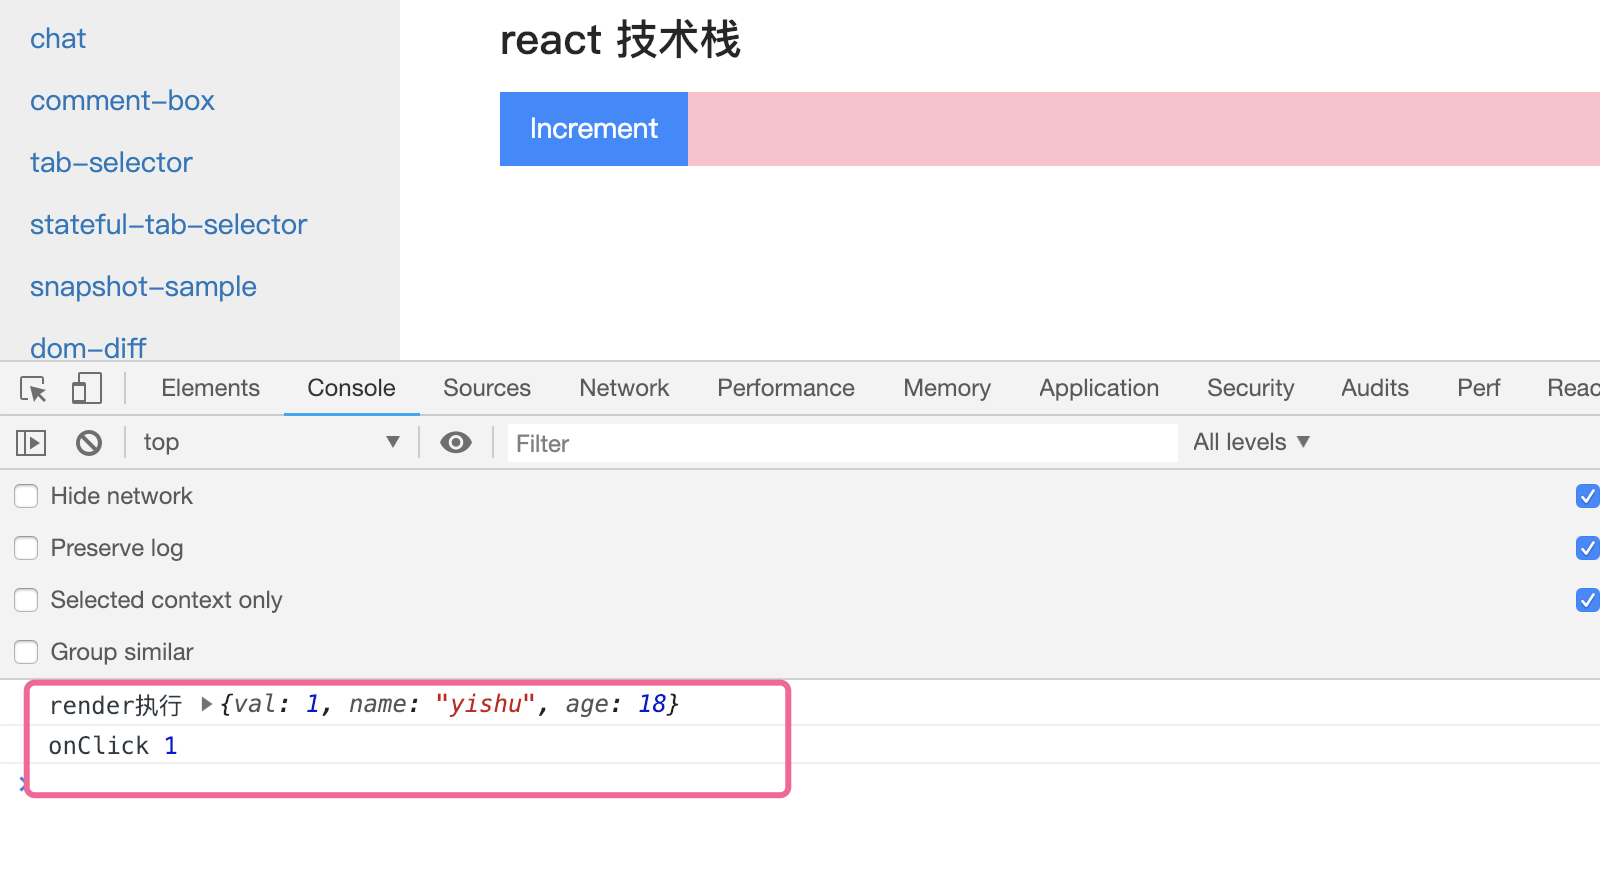 chat
comment-box
tab-selector
stateful-tab-selector
snapshot-sample
dom-diff
react 技术栈
Increment
Elements Console Sources Network Performance Memory Application Security Audits Perf Reac
top Filter All levels
Hide network
Preserve log
Selected context only
Group similar
render执行 {val: 1, name: "yishu", age: 18}
onClick 1